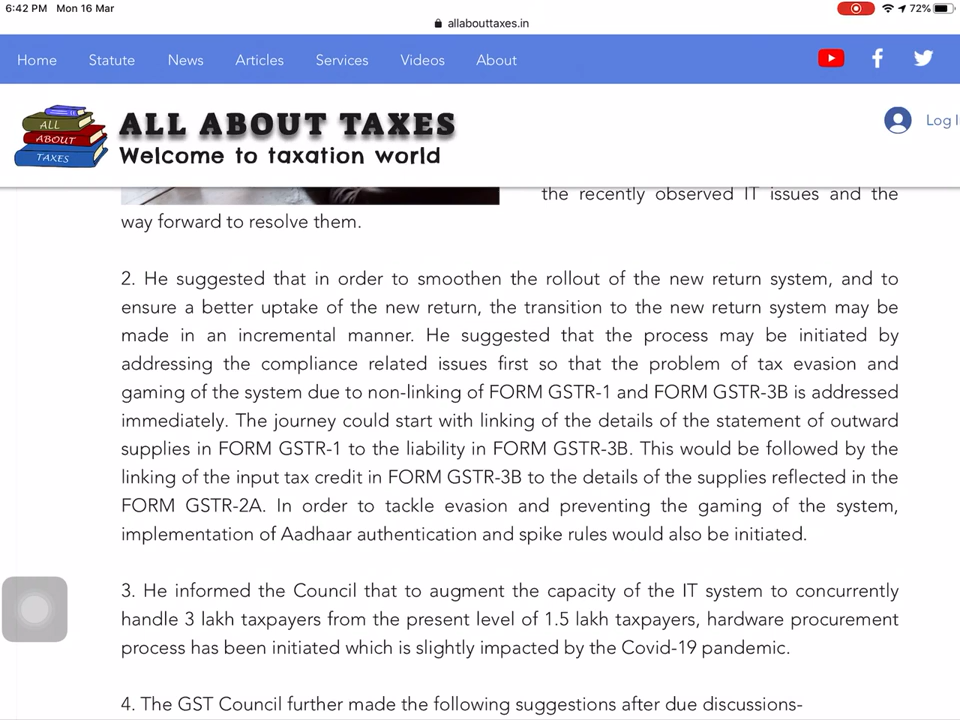 6:42 PM Mon 16 Mar
72%
allabouttaxes.in
Home Statute News Articles Services Videos About
ALL ABOUT TAXES
ALL ABOUT TAXES
Welcome to taxation world
Log I
the recently observed IT issues and the
way forward to resolve them.
2. He suggested that in order to smoothen the rollout of the new return system, and to
ensure a better uptake of the new return, the transition to the new return system may be
made in an incremental manner. He suggested that the process may be initiated by
addressing the compliance related issues first so that the problem of tax evasion and
gaming of the system due to non-linking of FORM GSTR-1 and FORM GSTR-3B is addressed
immediately. The journey could start with linking of the details of the statement of outward
supplies in FORM GSTR-1 to the liability in FORM GSTR-3B. This would be followed by the
linking of the input tax credit in FORM GSTR-3B to the details of the supplies reflected in the
FORM GSTR-2A. In order to tackle evasion and preventing the gaming of the system,
implementation of Aadhaar authentication and spike rules would also be initiated.
3. He informed the Council that to augment the capacity of the IT system to concurrently
handle 3 lakh taxpayers from the present level of 1.5 lakh taxpayers, hardware procurement
process has been initiated which is slightly impacted by the Covid-19 pandemic.
4. The GST Council further made the following suggestions after due discussions-